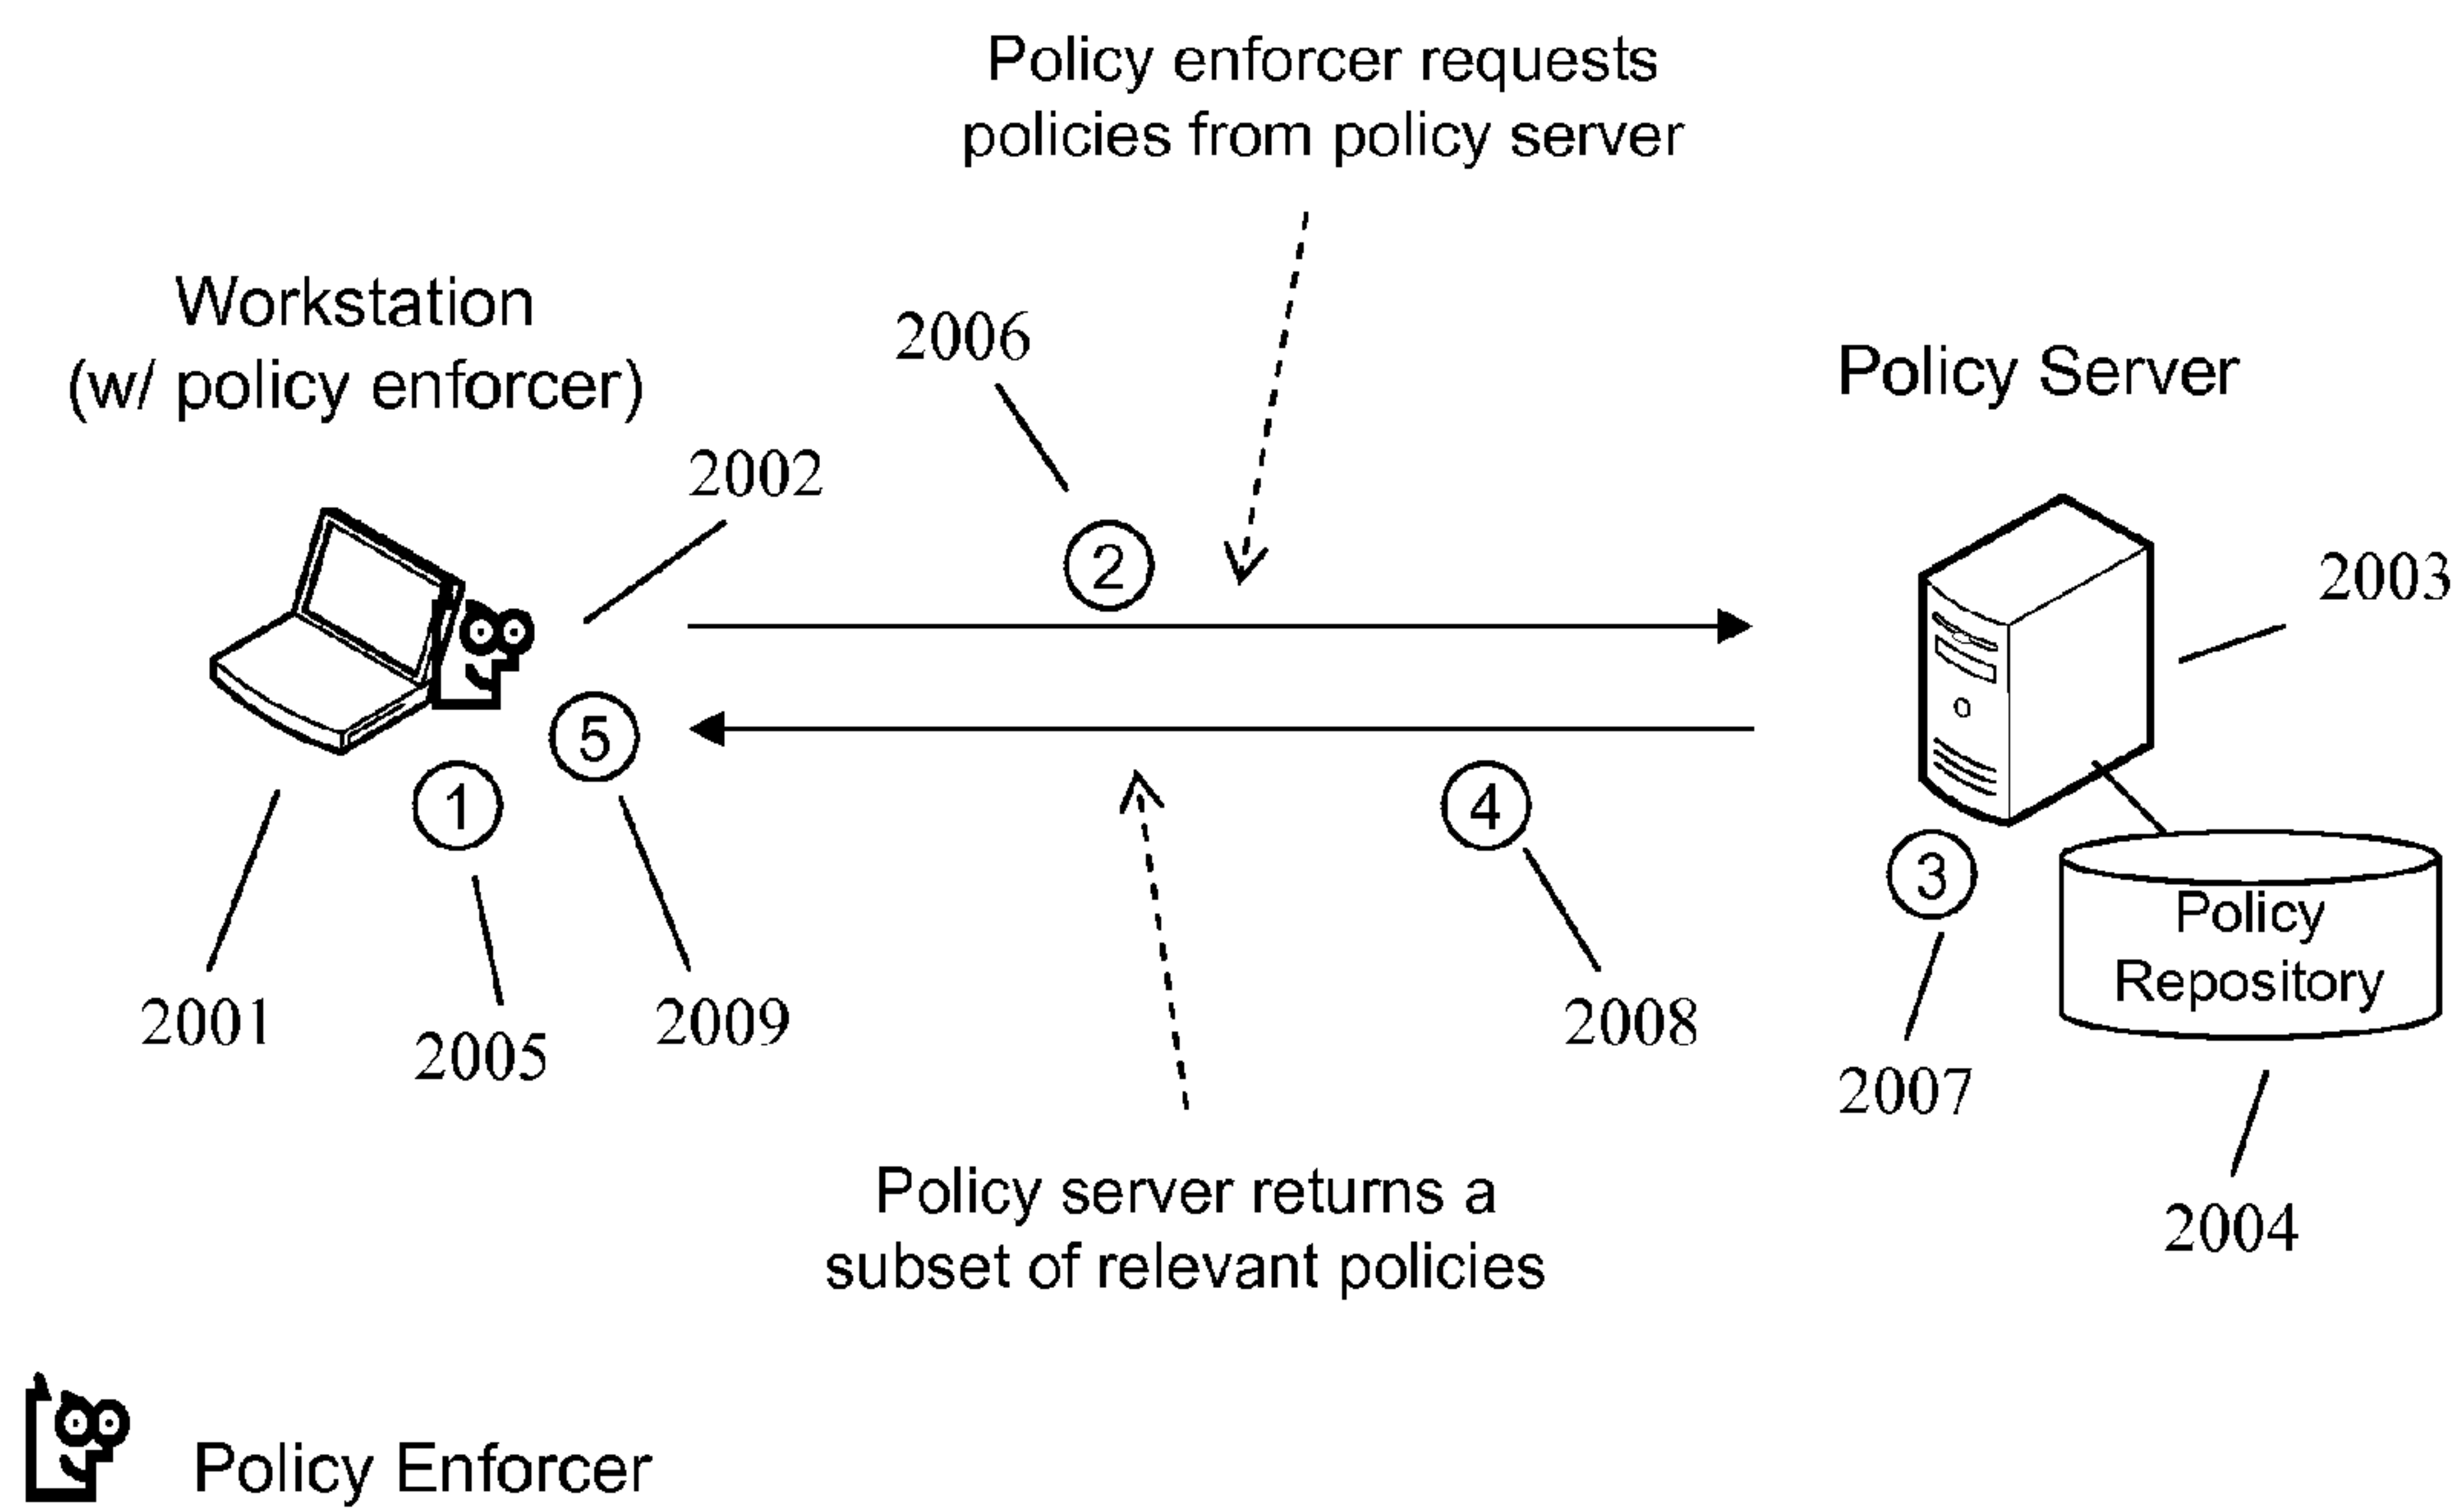 Policy enforcer requests
policies from policy server
Workstation
(w/ policy enforcer)
2006
Policy Server
2002
2003
2
5
1
4
3
Policy
Repository
2001
2005
2009
2008
2007
2004
Policy server returns a
subset of relevant policies
Policy Enforcer